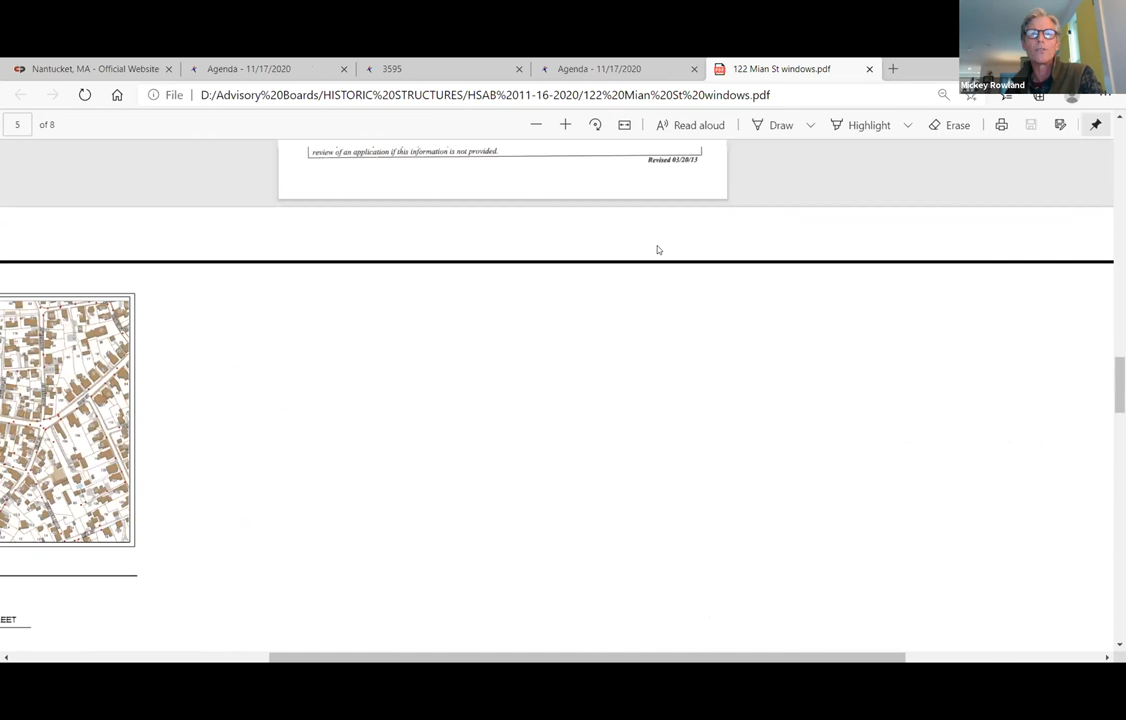 Nantucket, MA - Official Website
Agenda - 11/17/2020
3595
Agenda - 11/17/2020
122 Mian St windows.pdf
Mickey Rowland
File
D:/Advisory%20Boards/HISTORIC%20STRUCTURES/HSAB%2011-16-2020/122%20Mian%20St%20windows.pdf
5
of 8
Read aloud
Draw
Highlight
Erase
review of an application if this information is not provided.
Revised 03/20/13
EET